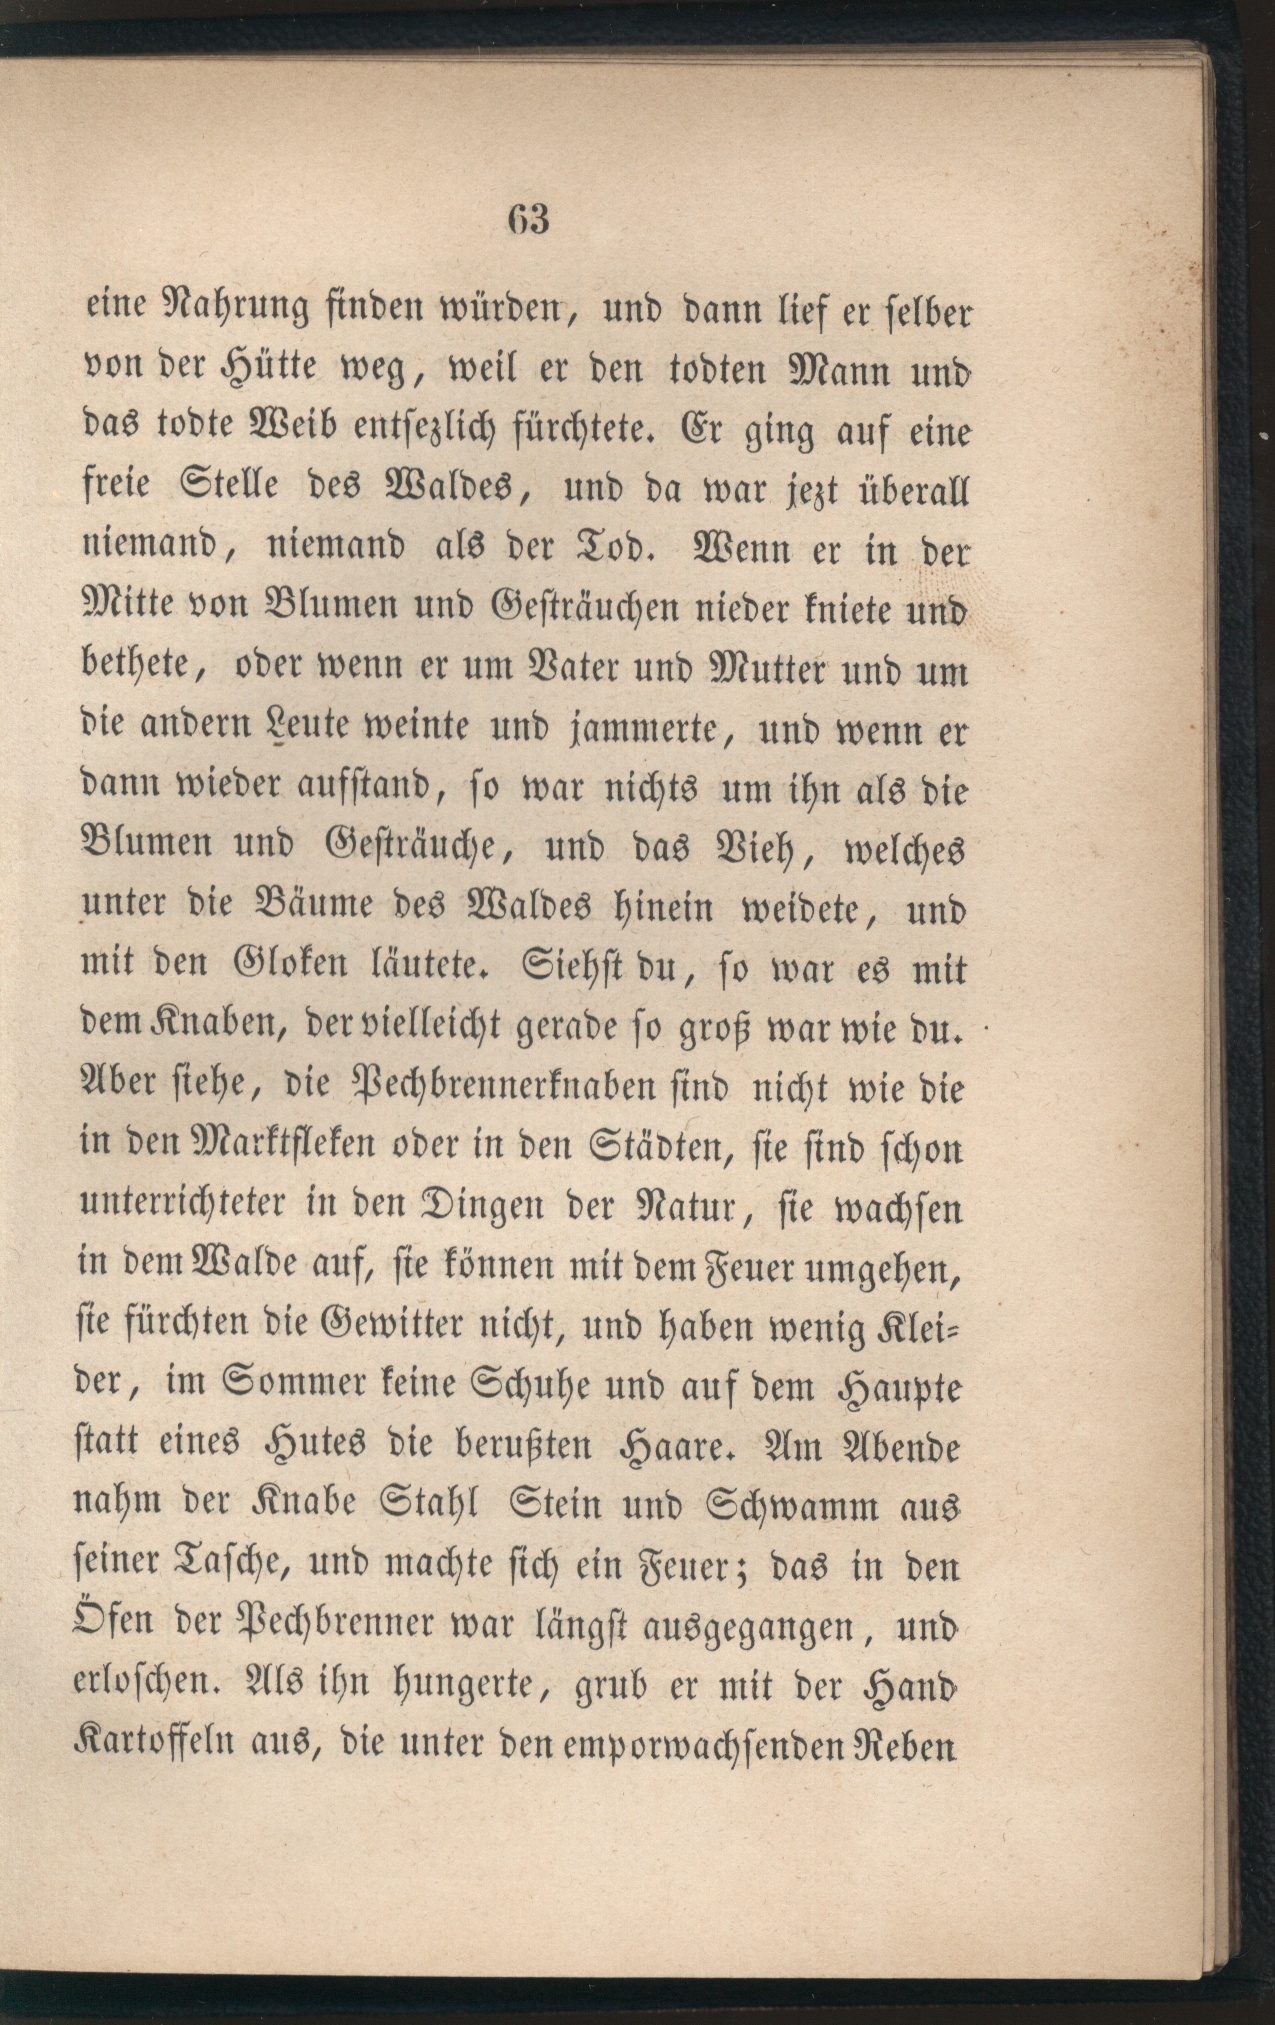 63
eine Nahrung finden würden, und dann lief er selber
von der Hütte weg, weil er den todten Mann und
das todte Weib entsezlich fürchtete. Er ging auf eine
freie Stelle des Waldes, und da war jezt überall
niemand, niemand als der Tod. Wenn er in der
Mitte von Blumen und Gesträuchen nieder kniete und
bethete, oder wenn er um Vater und Mutter und um
die andern Leute weinte und jammerte, und wenn er
dann wieder aufstand, so war nichts um ihn als die
Blumen und Gesträuche, und das Vieh, welches
unter die Bäume des Waldes hinein weidete, und
mit den Gloken läutete. Siehst du, so war es mit
dem Knaben, der vielleicht gerade so groß war wie du.
Aber siehe, die Pechbrennerknaben sind nicht wie die
in den Marktfleken oder in den Städten, sie sind schon
unterrichteter in den Dingen der Natur, sie wachsen
in dem Walde auf, sie können mit dem Feuer umgehen,
sie fürchten die Gewitter nicht, und haben wenig Klei-
der, im Sommer keine Schuhe und auf dem Haupte
statt eines Hutes die berußten Haare. Am Abende
nahm der Knabe Stahl Stein und Schwamm aus
seiner Tasche, und machte sich ein Feuer; das in den
Öfen der Pechbrenner war längst ausgegangen, und
erloschen. Als ihn hungerte, grub er mit der Hand
Kartoffeln aus, die unter den emporwachsenden Reben